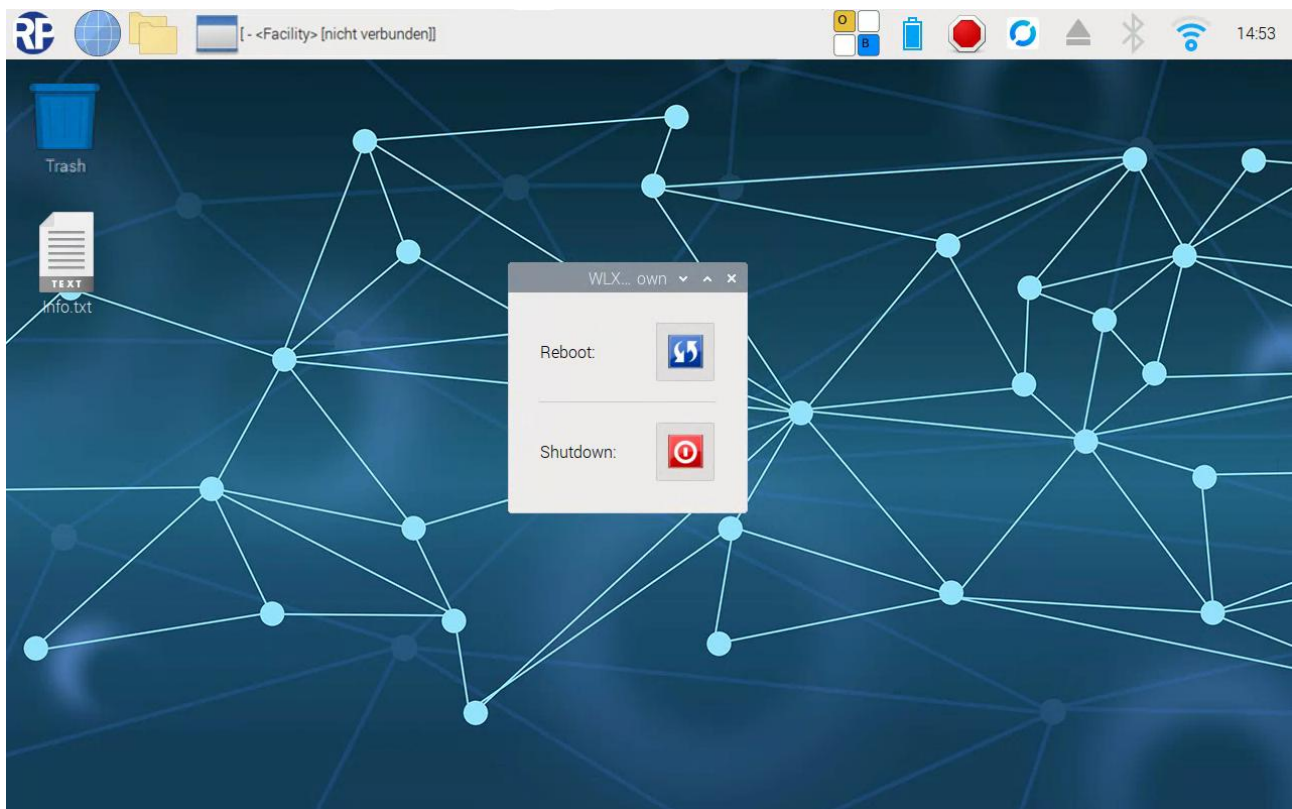 RP
[ - <Facility> [nicht verbunden]]
O
B
14:53
Trash
TEXT
Info.txt
WLX... own
Reboot:
Shutdown: